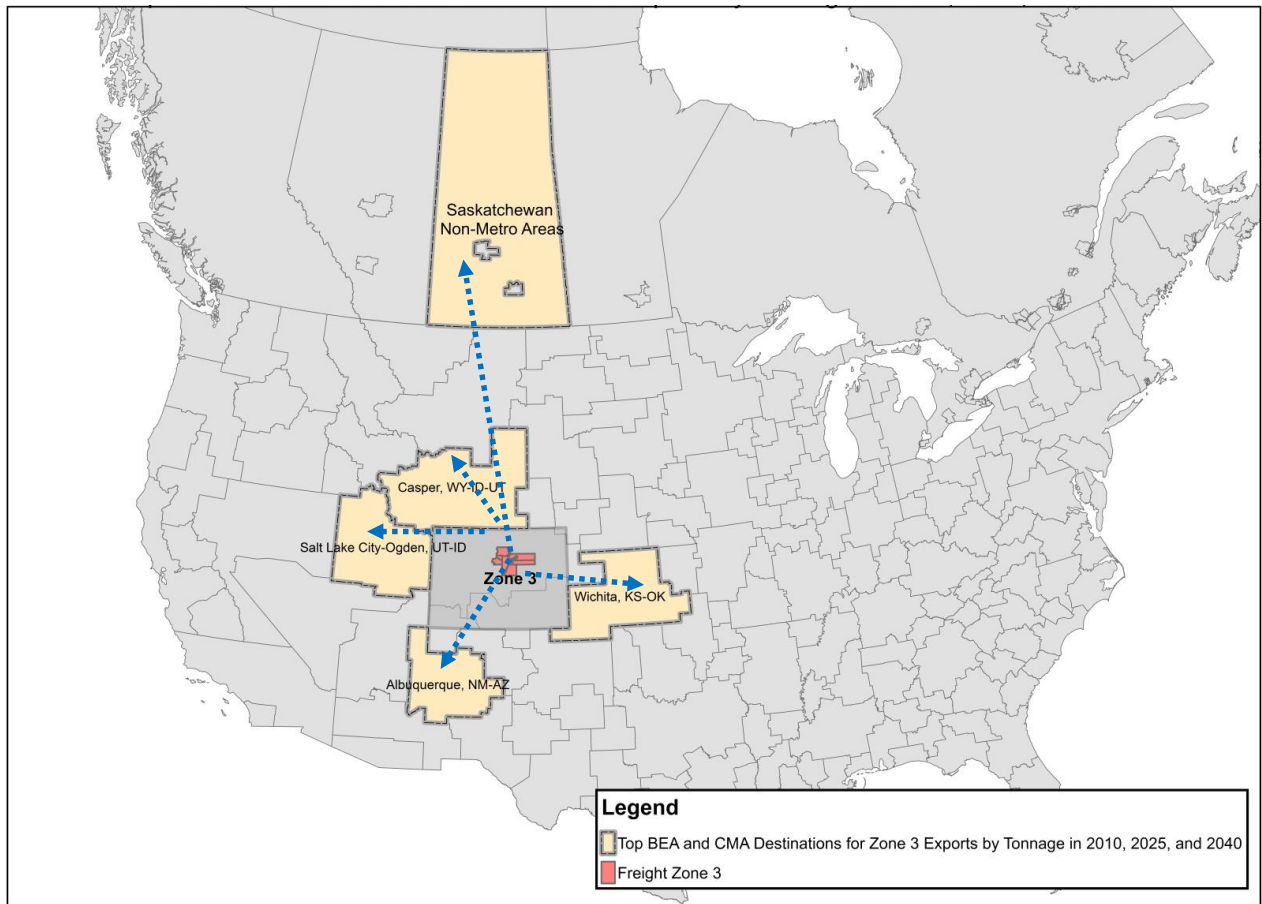 Saskatchewan
Non-Metro Areas
Casper, WY-ID-UT
Salt Lake City-Ogden, UT-ID
Zone 3
Wichita, KS-OK
Albuquerque, NM-AZ
Legend
Top BEA and CMA Destinations for Zone 3 Exports by Tonnage in 2010, 2025, and 2040
Freight Zone 3